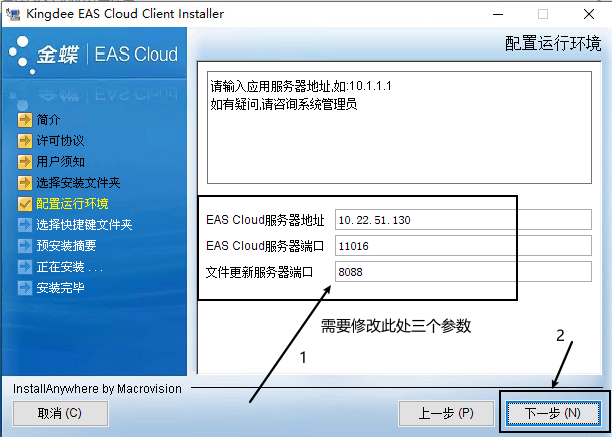 Kingdee EAS Cloud Client Installer
金蝶 EAS Cloud
配置运行环境
请输入应用服务器地址,如:10.1.1.1
如有疑问,请咨询系统管理员
简介
许可协议
用户须知
选择安装文件夹
配置运行环境
选择快捷键文件夹
预安装摘要
正在安装 . . .
安装完毕
EAS Cloud服务器地址 10.22.51.130
EAS Cloud服务器端口 11016
文件更新服务器端口 8088
需要修改此处三个参数
1
2
InstallAnywhere by Macrovision
取消 (C) 上一步 (P) 下一步 (N)